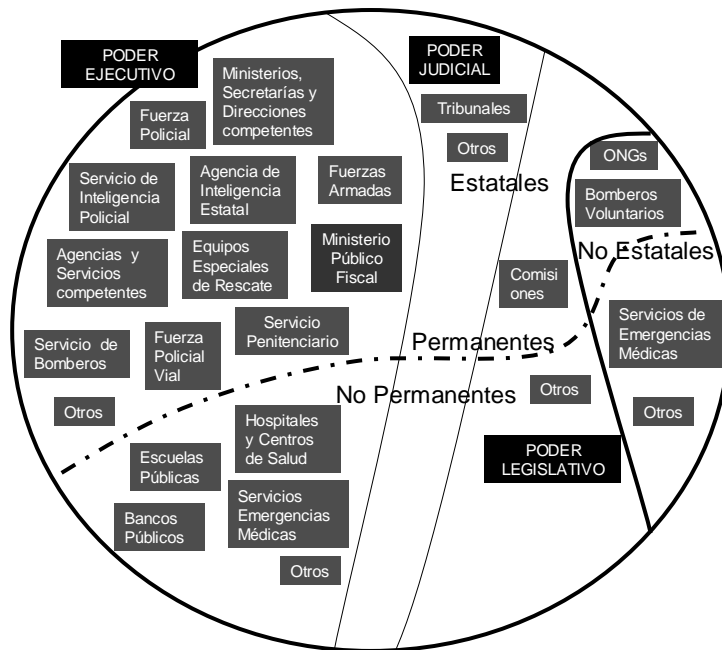 PODER
EJECUTIVO
Ministerios,
Secretarías y
Direcciones
competentes
Fuerza
Policial
Servicio de
Inteligencia
Policial
Agencia de
Inteligencia
Estatal
Fuerzas
Armadas
Agencias y
Servicios
competentes
Equipos
Especiales
de Rescate
Ministerio
Público
Fiscal
Servicio de
Bomberos
Fuerza
Policial
Vial
Servicio
Penitenciario
Otros
Hospitales
y Centros
de Salud
Escuelas
Públicas
Bancos
Públicos
Servicios
Emergencias
Médicas
Otros
PODER
JUDICIAL
Tribunales
Otros
Estatales
Comisi
ones
Permanentes
No Permanentes
Otros
PODER
LEGISLATIVO
ONGs
Bomberos
Voluntarios
No Estatales
Servicios de
Emergencias
Médicas
Otros